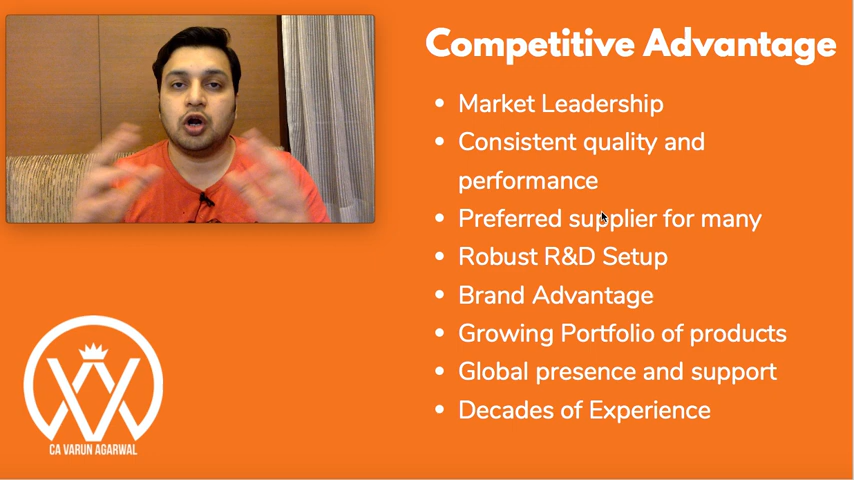 Competitive Advantage
Market Leadership
Consistent quality and
performance
Preferred supplier for many
Robust R&D Setup
Brand Advantage
Growing Portfolio of products
Global presence and support
Decades of Experience
CA VARUN AGARWAL